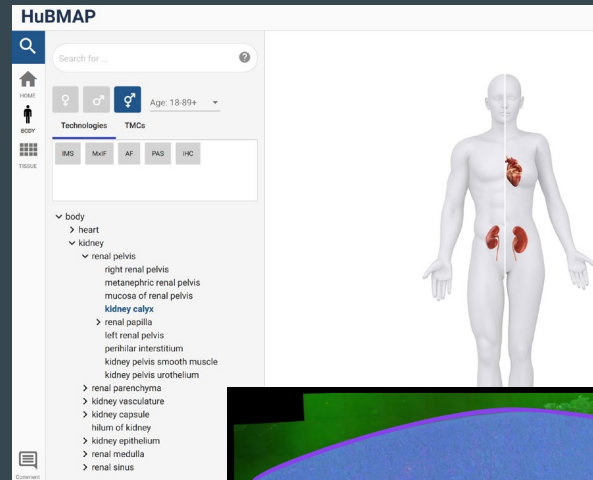 HuBMAP
Search for ...
?
HOME
BODY
TISSUE
Age: 18-89+
Technologies TMCs
IMS MxIF AF PAS IHC
body
heart
kidney
renal pelvis
right renal pelvis
metanephric renal pelvis
mucosa of renal pelvis
kidney calyx
renal papilla
left renal pelvis
perihilar interstitium
kidney pelvis smooth muscle
kidney pelvis urothelium
renal parenchyma
kidney vasculature
kidney capsule
hilum of kidney
kidney epithelium
renal medulla
renal sinus
Comment